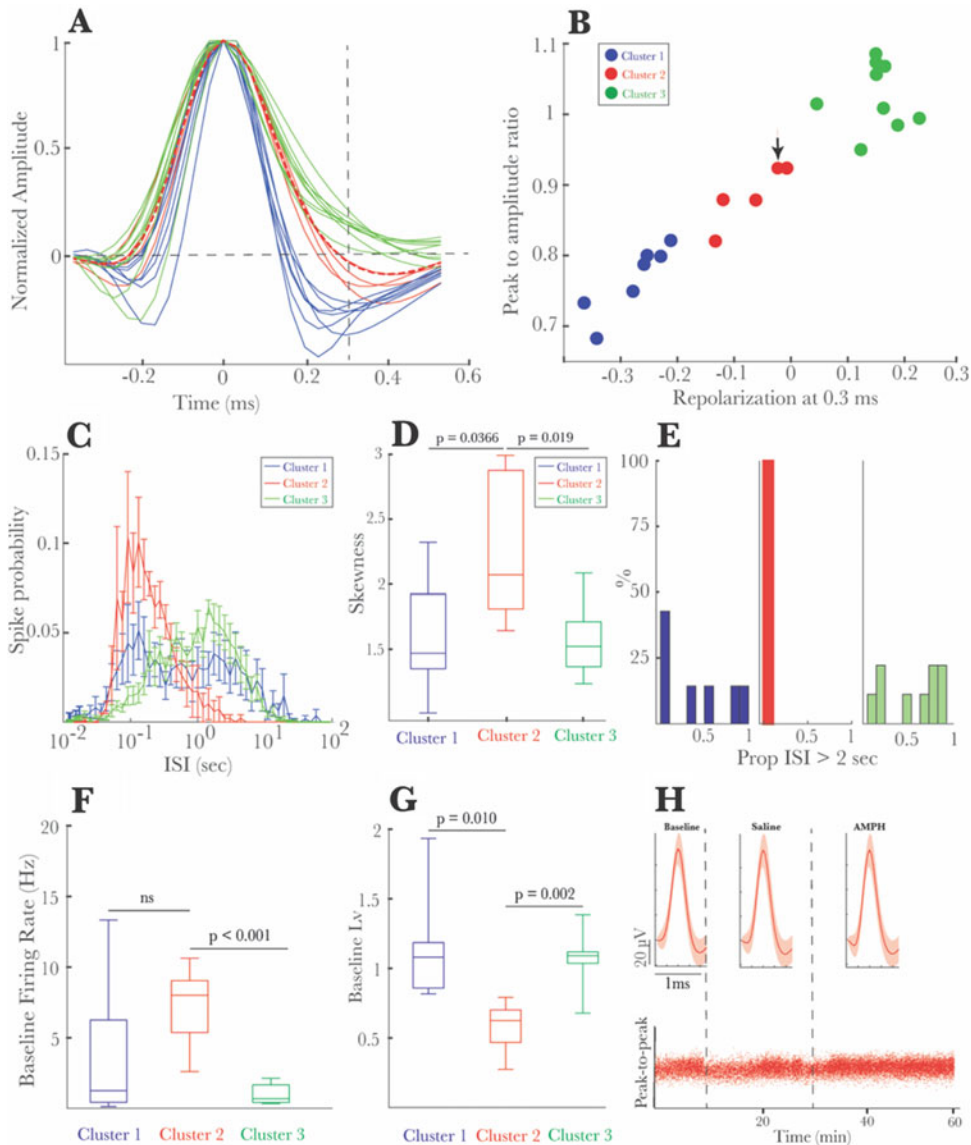 A
Normalized Amplitude
1
0.5
0
-0.2 0 0.2 0.4 0.6
Time (ms)
B
Cluster 1
Cluster 2
Cluster 3
Peak to amplitude ratio
1.1
1
0.9
0.8
0.7
-0.3 -0.2 -0.1 0 0.1 0.2 0.3
Repolarization at 0.3 ms
C
Cluster 1
Cluster 2
Cluster 3
Spike probability
0.15
0.1
0.05
10-2 10-1 100 101 102
ISI (sec)
D
p = 0.0366 p = 0.019
Cluster 1
Cluster 2
Cluster 3
Skewness
3
2.5
2
1.5
Cluster 1 Cluster 2 Cluster 3
E
%
100
75
50
25
0.5 1 0.5 1 0.5 1
Prop ISI > 2 sec
F
Baseline Firing Rate (Hz)
20
15
10
5
ns
p < 0.001
Cluster 1 Cluster 2 Cluster 3
G
Baseline Lv
2
1.5
1
0.5
p = 0.010
p = 0.002
Cluster 1 Cluster 2 Cluster 3
H
Baseline Saline AMPH
20 µV
1ms
Peak-to-peak
20 40 60
Time (min)